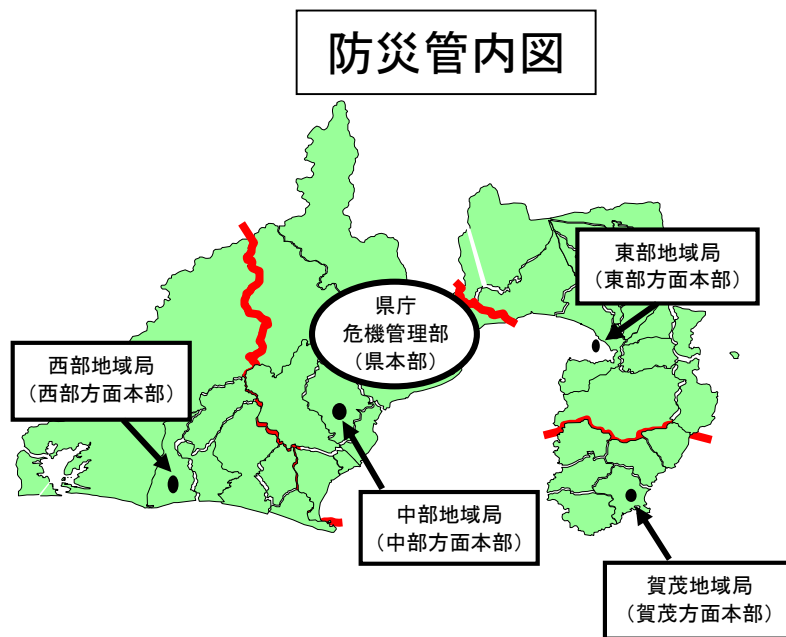 防災管内図
県庁
危機管理部
（県本部）
東部地域局
（東部方面本部）
西部地域局
（西部方面本部）
中部地域局
（中部方面本部）
賀茂地域局
（賀茂方面本部）